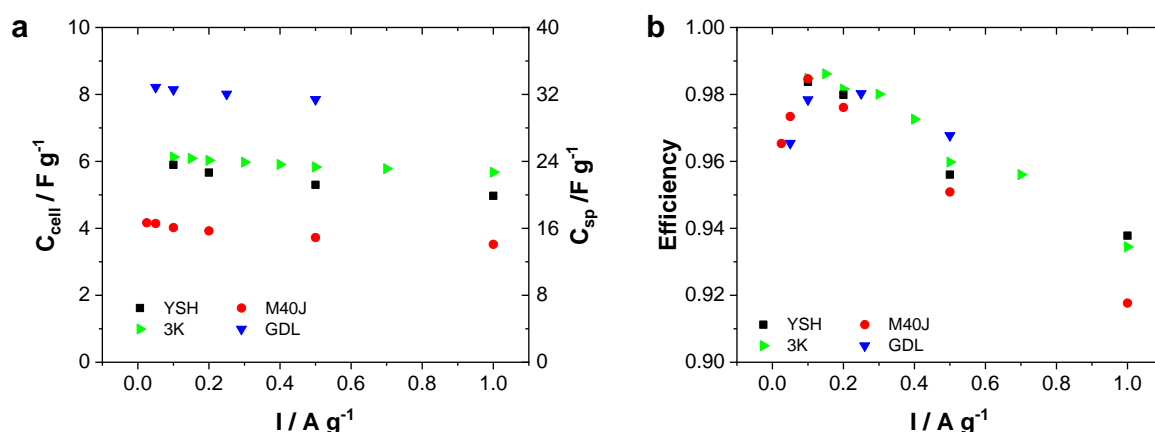 a
10
8
6
4
2
0
C_cell / F g⁻¹
40
32
24
16
8
0
C_sp /F g⁻¹
YSH
M40J
3K
GDL
0.0 0.2 0.4 0.6 0.8 1.0
I / A g⁻¹
b
1.00
0.98
0.96
0.94
0.92
0.90
Efficiency
YSH
M40J
3K
GDL
0.0 0.2 0.4 0.6 0.8 1.0
I / A g⁻¹